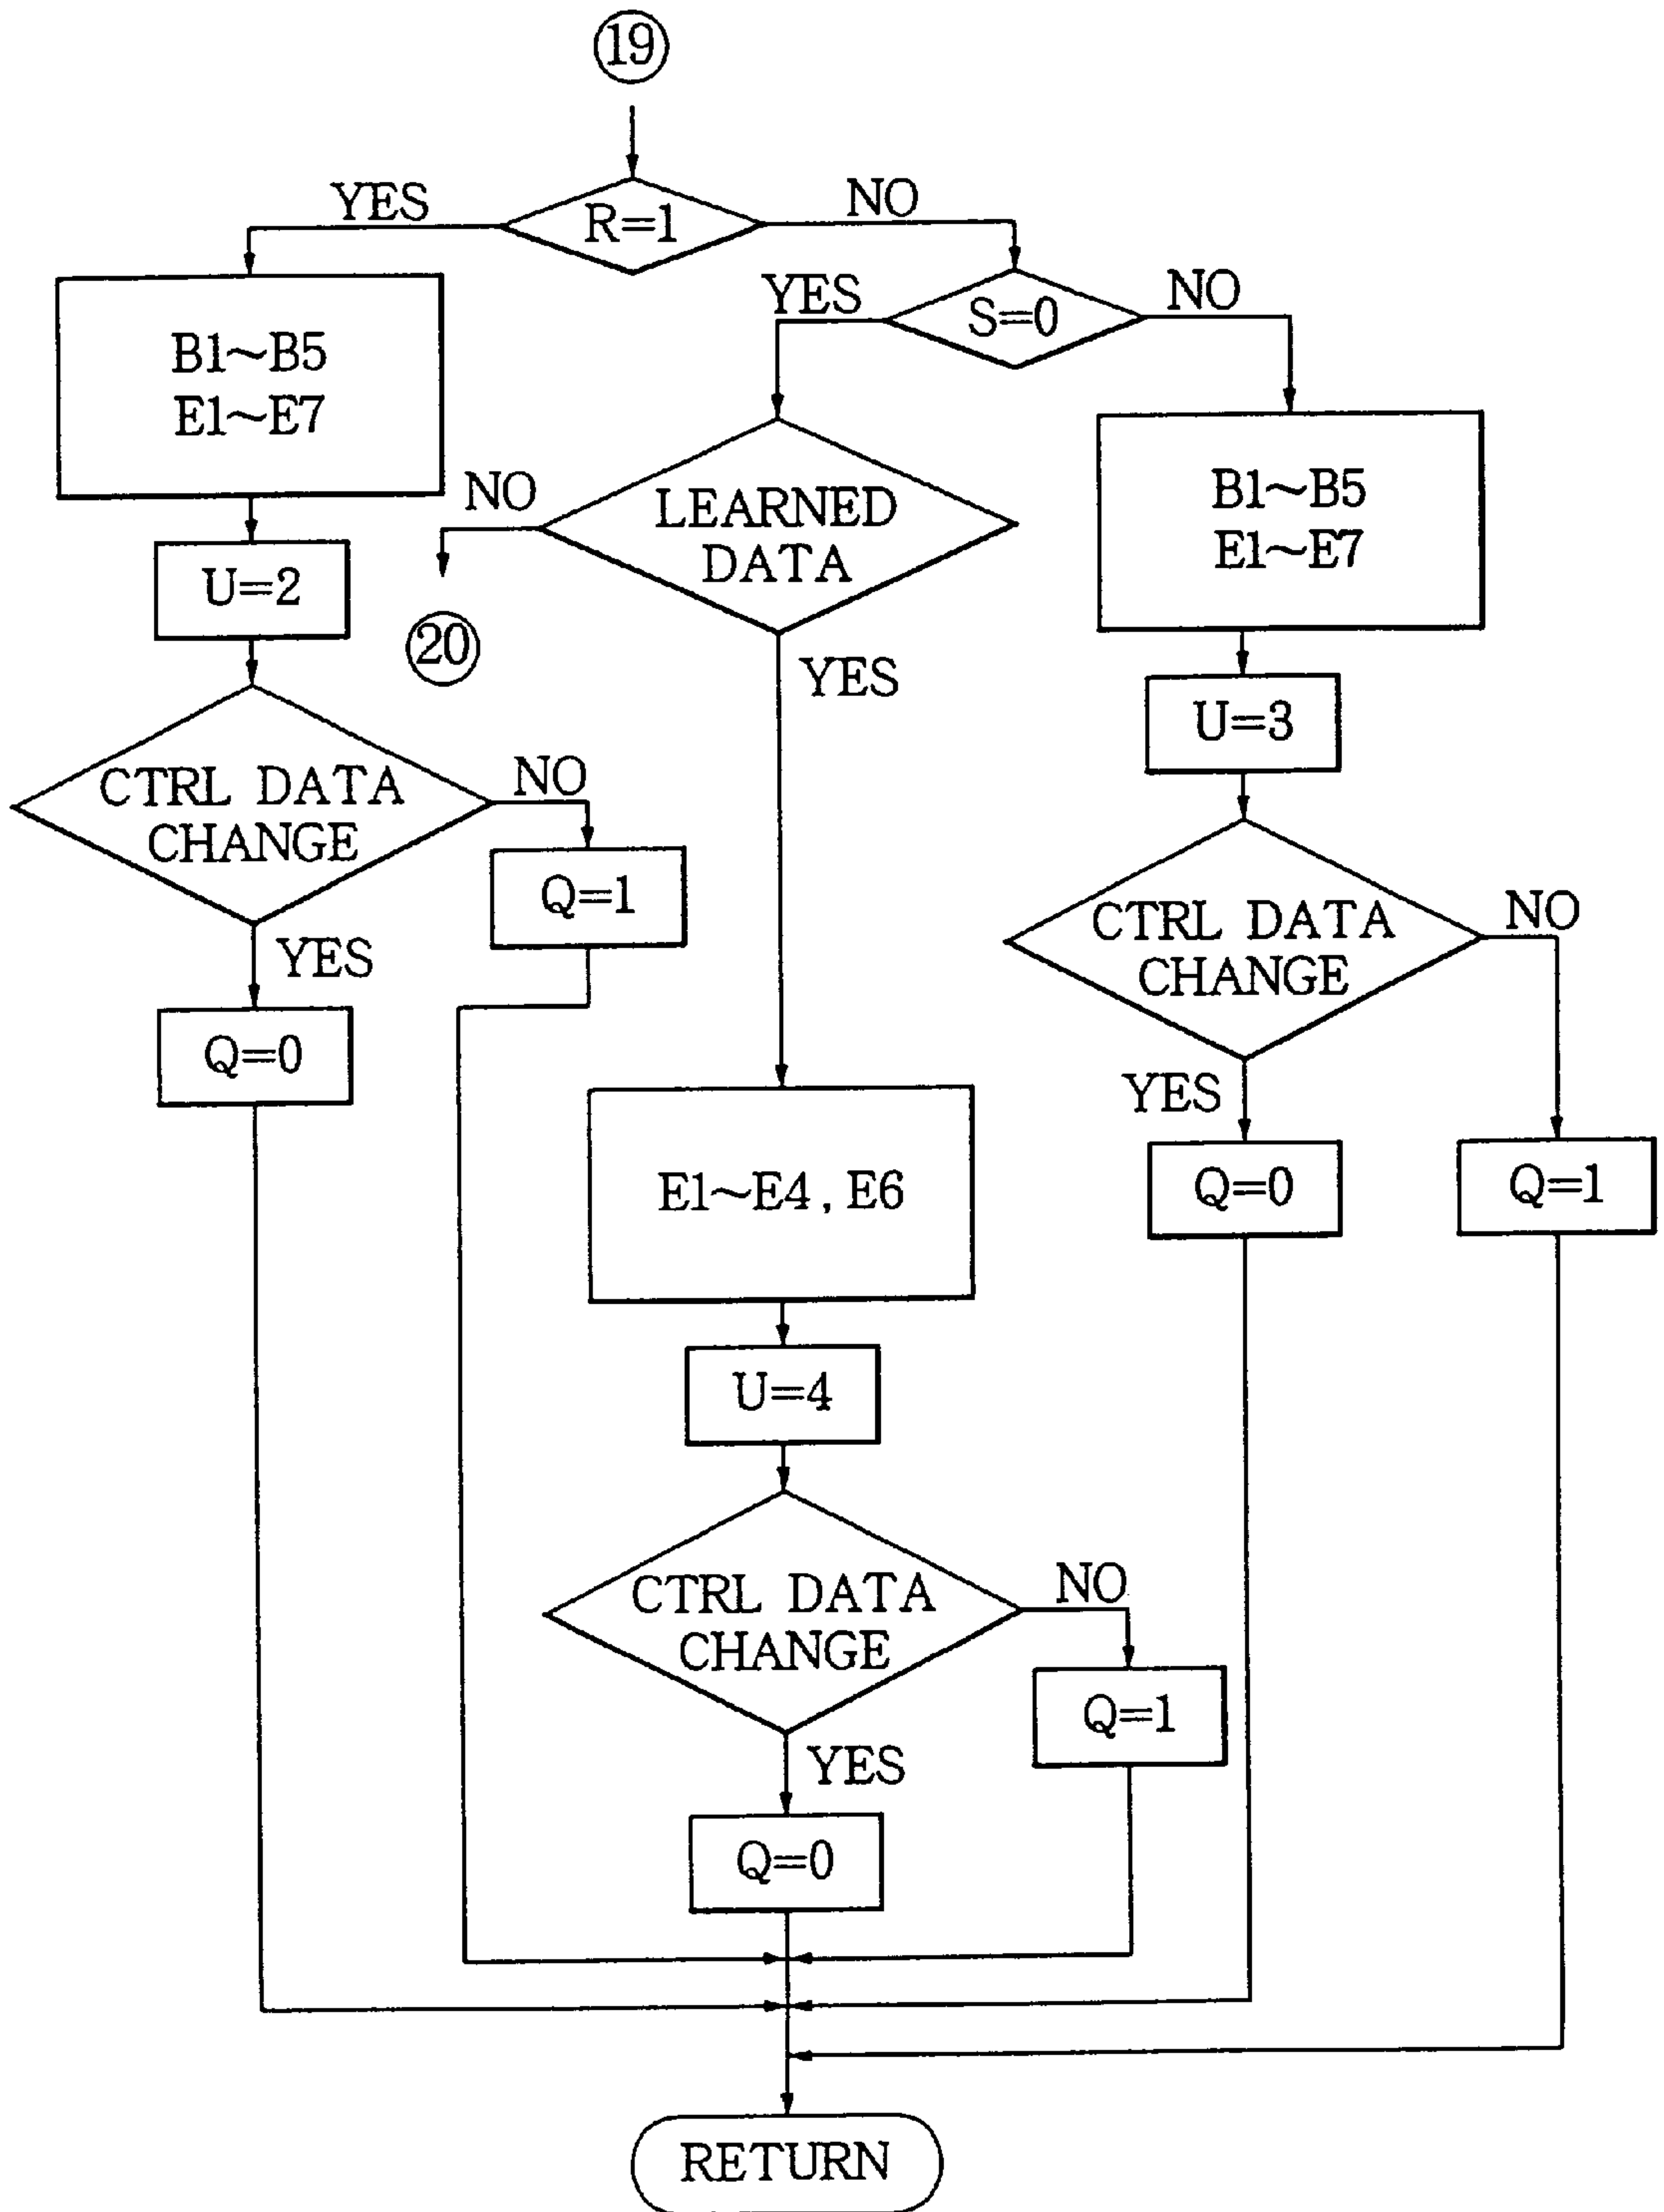 19
R=1
YES
NO
B1~B5
E1~E7
S=0
YES
NO
LEARNED
DATA
NO
20
YES
B1~B5
E1~E7
U=2
U=3
CTRL DATA
CHANGE
NO
Q=1
YES
Q=0
CTRL DATA
CHANGE
NO
YES
Q=0
Q=1
E1~E4, E6
U=4
CTRL DATA
CHANGE
NO
Q=1
YES
Q=0
RETURN